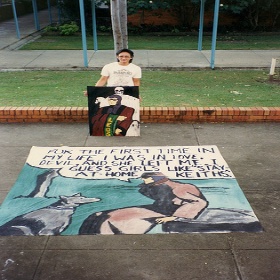 FOR THE FIRST TIME IN
MY LIFE I WAS IN LOVE, I
DEVIL, AND SHE LEFT ME.
GUESS GIRLS LIKE STAY
AT HOME KEITHS